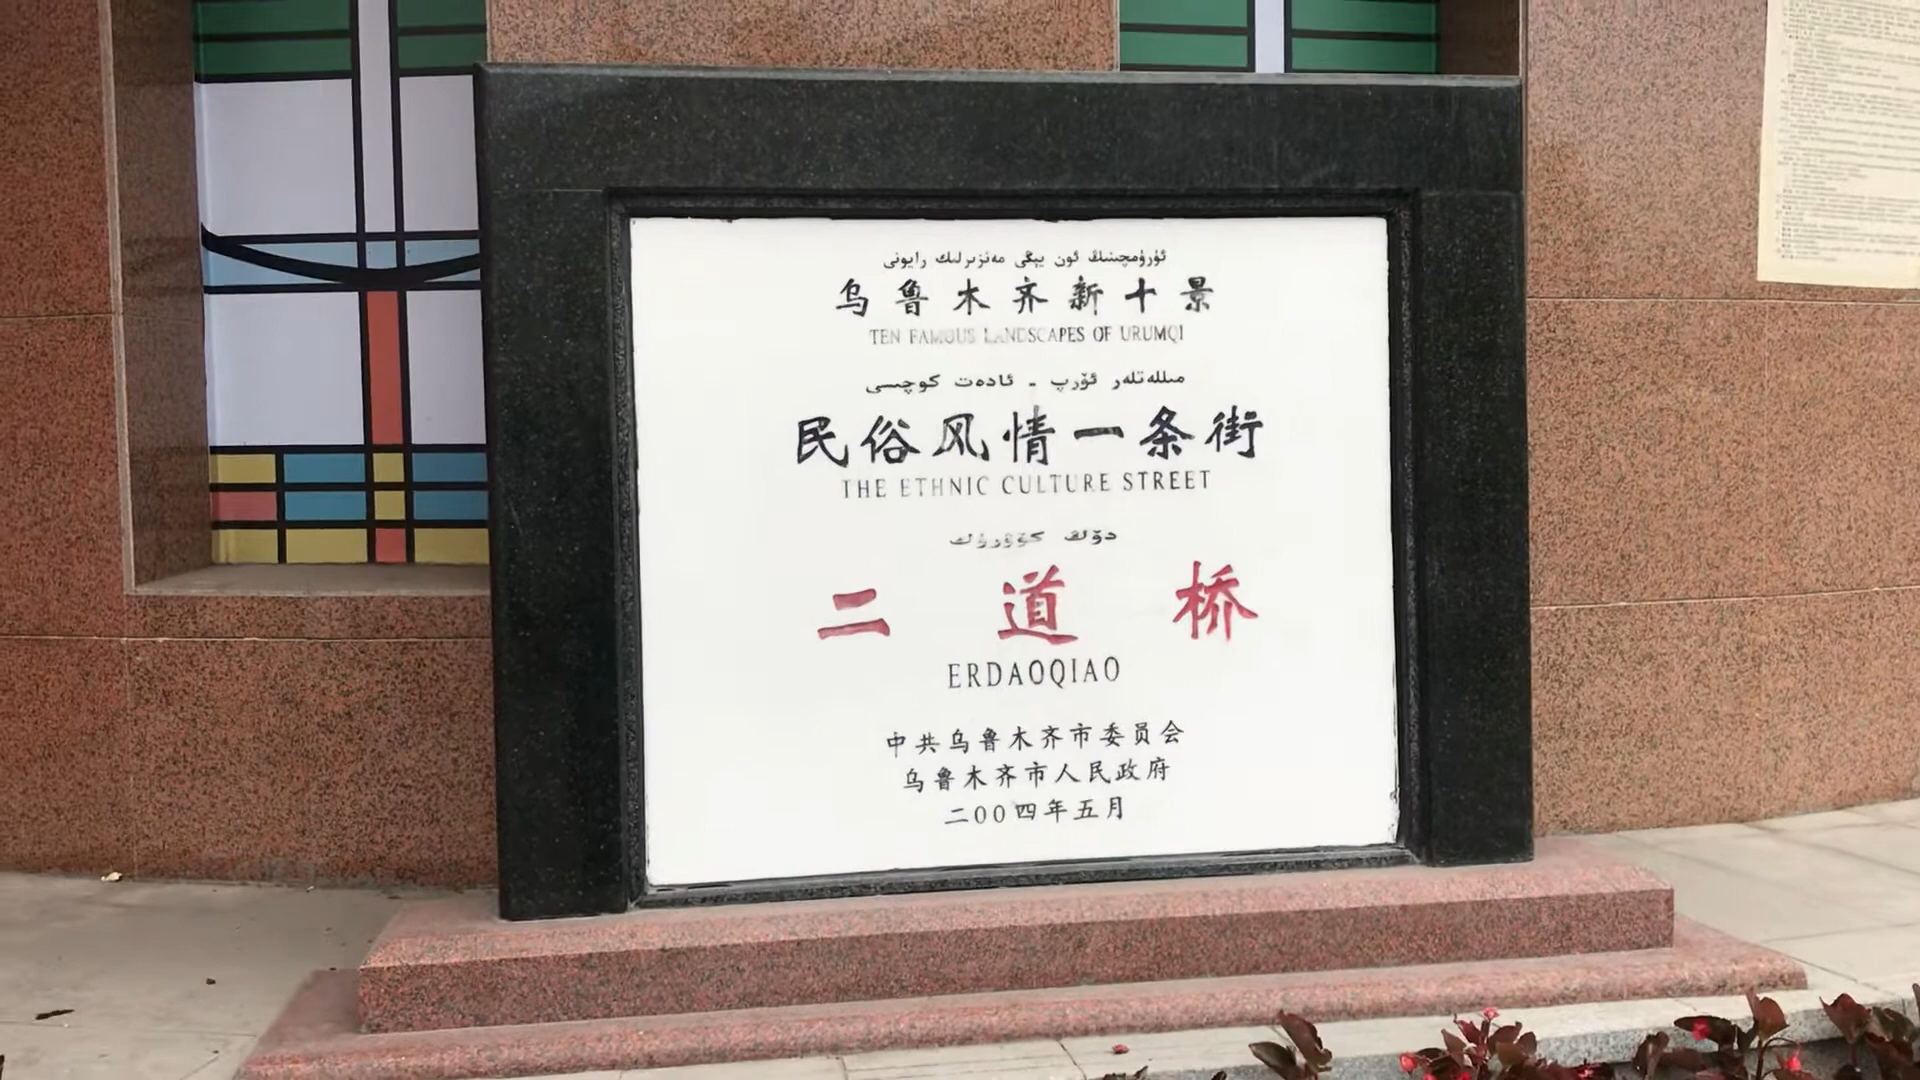 ئۈرۈمچىنىڭ ئون يېڭى مەنزىرىلىك رايونى
乌鲁木齐新十景
TEN FAMOUS LANDSCAPES OF URUMQI
مىللەتلەر ئۆرپ - ئادەت كوچىسى
民俗风情一条街
THE ETHNIC CULTURE STREET
دۆڭ كۆۋرۈك
二道桥
ERDAOQIAO
中共乌鲁木齐市委员会
乌鲁木齐市人民政府
二00四年五月